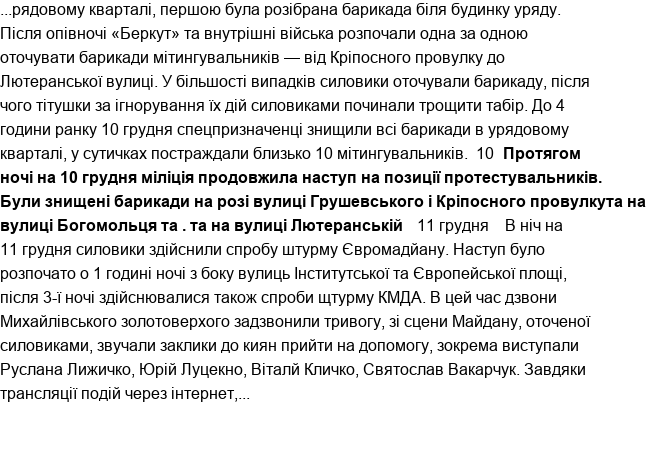 ...рядовому кварталі, першою була розібрана барикада біля будинку уряду.
Після опівночі «Беркут» та внутрішні війська розпочали одна за одною
оточувати барикади мітингувальників — від Кріпосного провулку до
Лютеранської вулиці. У більшості випадків силовики оточували барикаду, після
чого тітушки за ігнорування їх дій силовиками починали трощити табір. До 4
години ранку 10 грудня спецпризначенці знищили всі барикади в урядовому
кварталі, у сутичках постраждали близько 10 мітингувальників.  10  Протягом
ночі на 10 грудня міліція продовжила наступ на позиції протестувальників.
Були знищені барикади на розі вулиці Грушевського і Кріпосного провулкута на
вулиці Богомольця та . та на вулиці Лютеранській   11 грудня   В ніч на
11 грудня силовики здійснили спробу штурму Євромадйану. Наступ було
розпочато о 1 годині ночі з боку вулиць Інститутської та Європейської площі,
після 3-ї ночі здійснювалися також спроби щтурму КМДА. В цей час дзвони
Михайлівського золотоверхого задзвонили тривогу, зі сцени Майдану, оточеної
силовиками, звучали заклики до киян прийти на допомогу, зокрема виступали
Руслана Лижичко, Юрій Луцекно, Віталй Кличко, Святослав Вакарчук. Завдяки
трансляції подій через інтернет,...